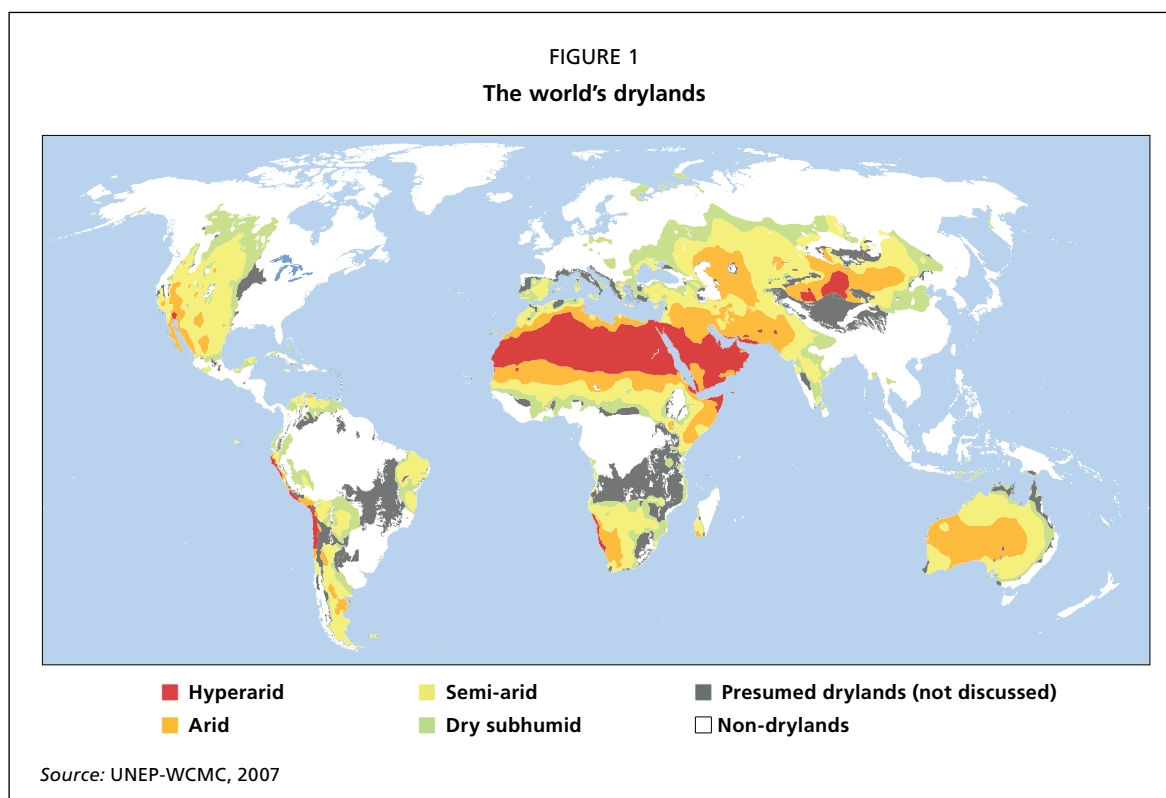 FIGURE 1
The world's drylands
Hyperarid
Semi-arid
Presumed drylands (not discussed)
Arid
Dry subhumid
Non-drylands
Source: UNEP-WCMC, 2007